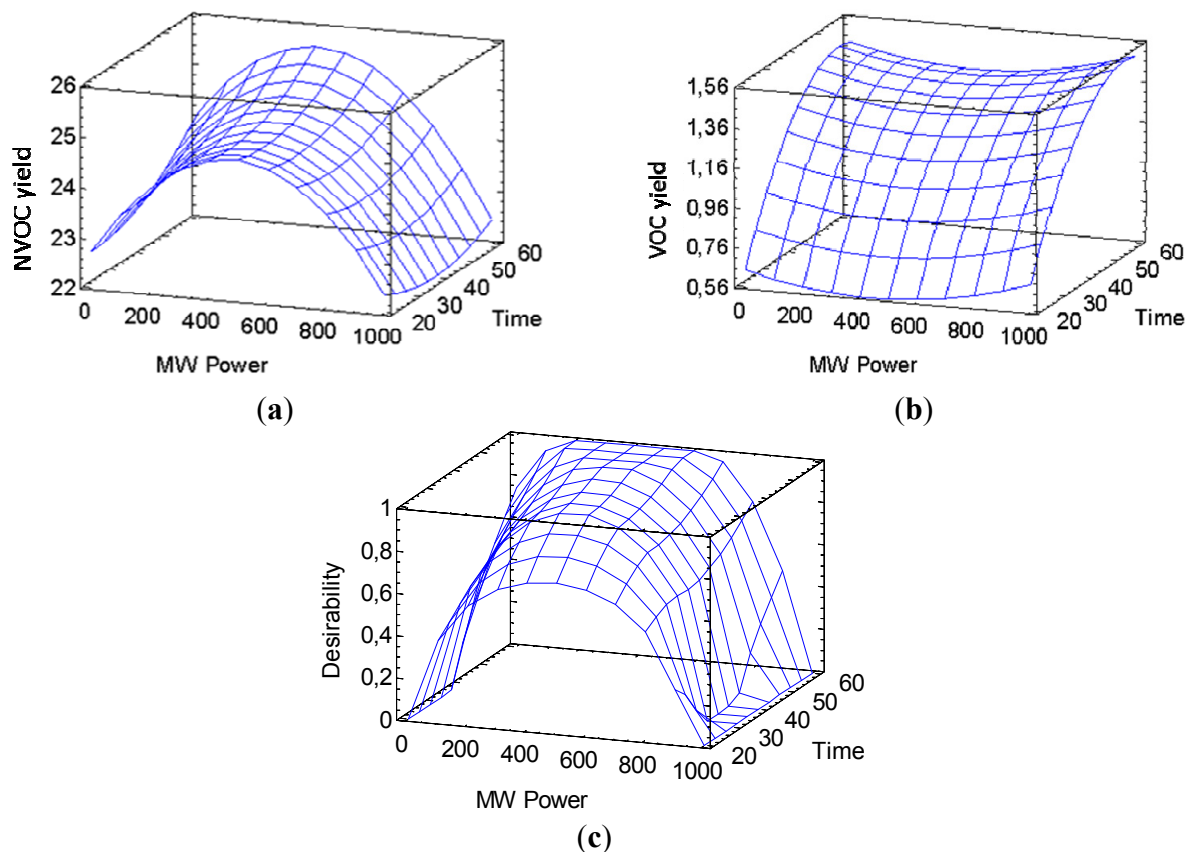 26
25
24
23
22
NVOC yield
0 200 400 600 800 1000
20 30 40 50 60
Time
MW Power
(a)
1,56
1,36
1,16
0,96
0,76
0,56
VOC yield
0 200 400 600 800 1000
20 30 40 50 60
Time
MW Power
(b)
1
0,8
0,6
0,4
0,2
0
Desirability
0 200 400 600 800 1000
20 30 40 50 60
Time
MW Power
(c)